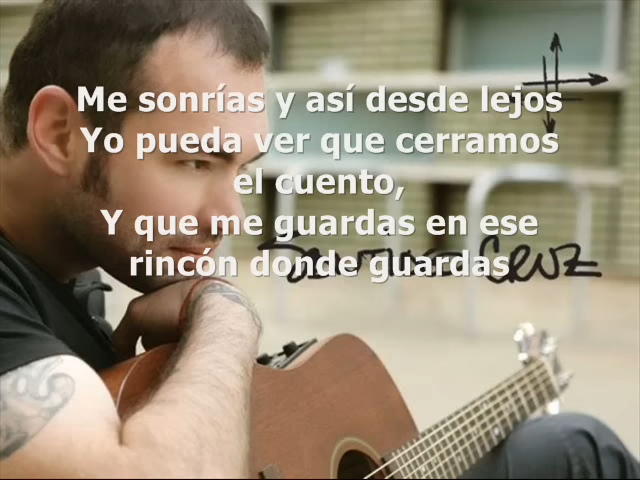 Me sonrías y así desde lejos
Yo pueda ver que cerramos
el cuento,
Y que me guardas en ese
rincón donde guardas
Cruz